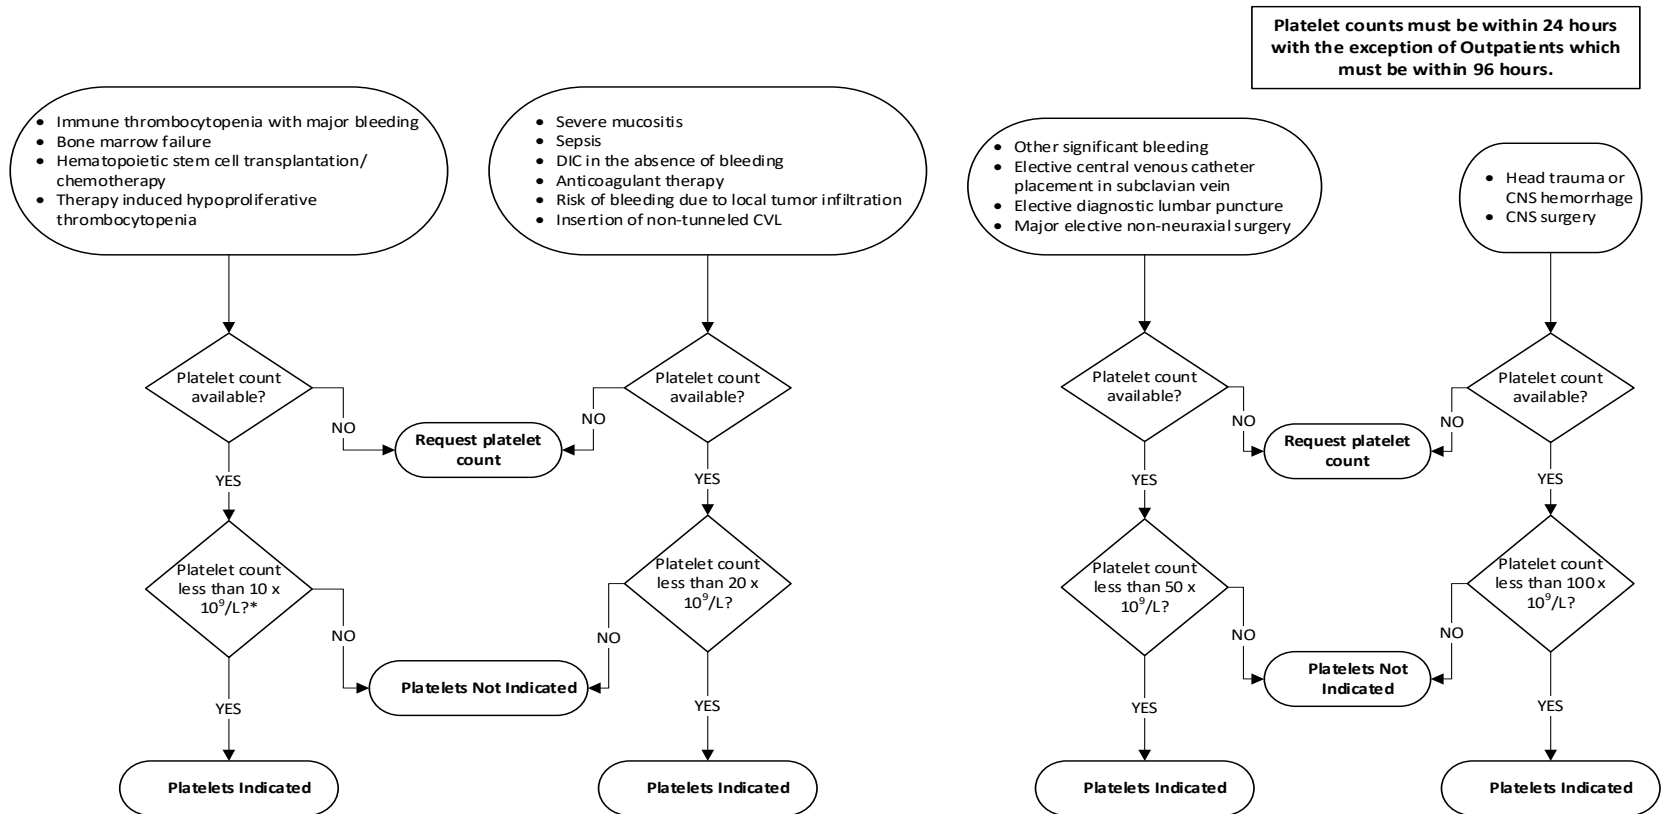 Platelet counts must be within 24 hours
with the exception of Outpatients which
must be within 96 hours.
• Immune thrombocytopenia with major bleeding
• Bone marrow failure
• Hematopoietic stem cell transplantation/
chemotherapy
• Therapy induced hypoproliferative
thrombocytopenia
• Severe mucositis
• Sepsis
• DIC in the absence of bleeding
• Anticoagulant therapy
• Risk of bleeding due to local tumor infiltration
• Insertion of non-tunneled CVL
• Other significant bleeding
• Elective central venous catheter
placement in subclavian vein
• Elective diagnostic lumbar puncture
• Major elective non-neuraxial surgery
• Head trauma or
CNS hemorrhage
• CNS surgery
Platelet count
available?
Platelet count
available?
Platelet count
available?
Platelet count
available?
NO
NO
NO
NO
Request platelet
count
Request platelet
count
YES
YES
YES
YES
Platelet count
less than 10 x
10⁹/L?*
Platelet count
less than 20 x
10⁹/L?
Platelet count
less than 50 x
10⁹/L?
Platelet count
less than 100 x
10⁹/L?
NO
NO
NO
NO
Platelets Not Indicated
Platelets Not
Indicated
YES
YES
YES
YES
Platelets Indicated
Platelets Indicated
Platelets Indicated
Platelets Indicated